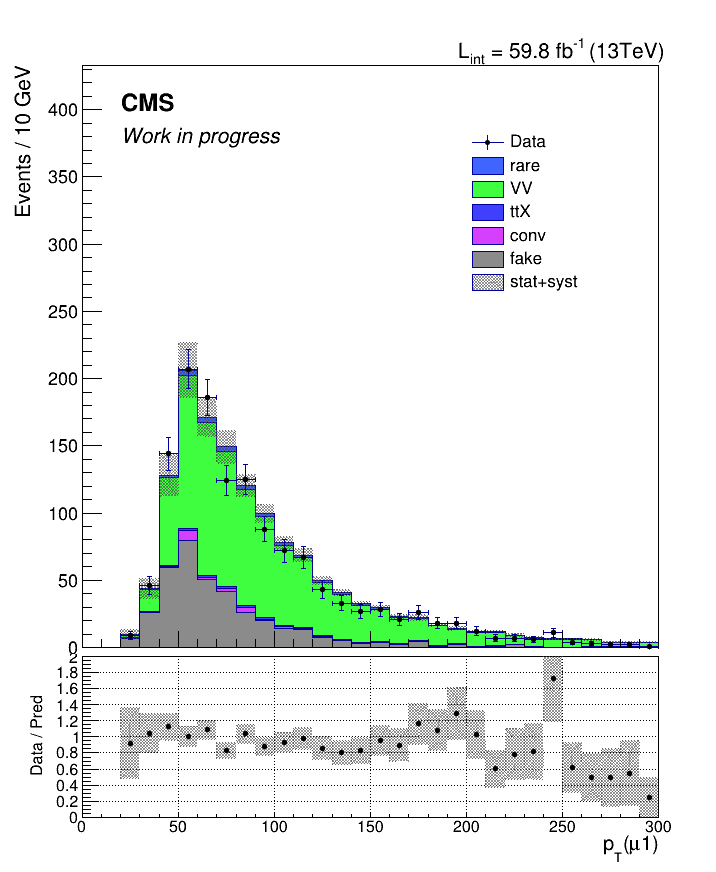 L_int = 59.8 fb^-1 (13TeV)
Events / 10 GeV
CMS
Work in progress
Data
rare
VV
ttX
conv
fake
stat+syst
400
350
300
250
200
150
100
50
0
Data / Pred
2
1.8
1.6
1.4
1.2
1
0.8
0.6
0.4
0.2
0
0 50 100 150 200 250 300
p_T(μ1)